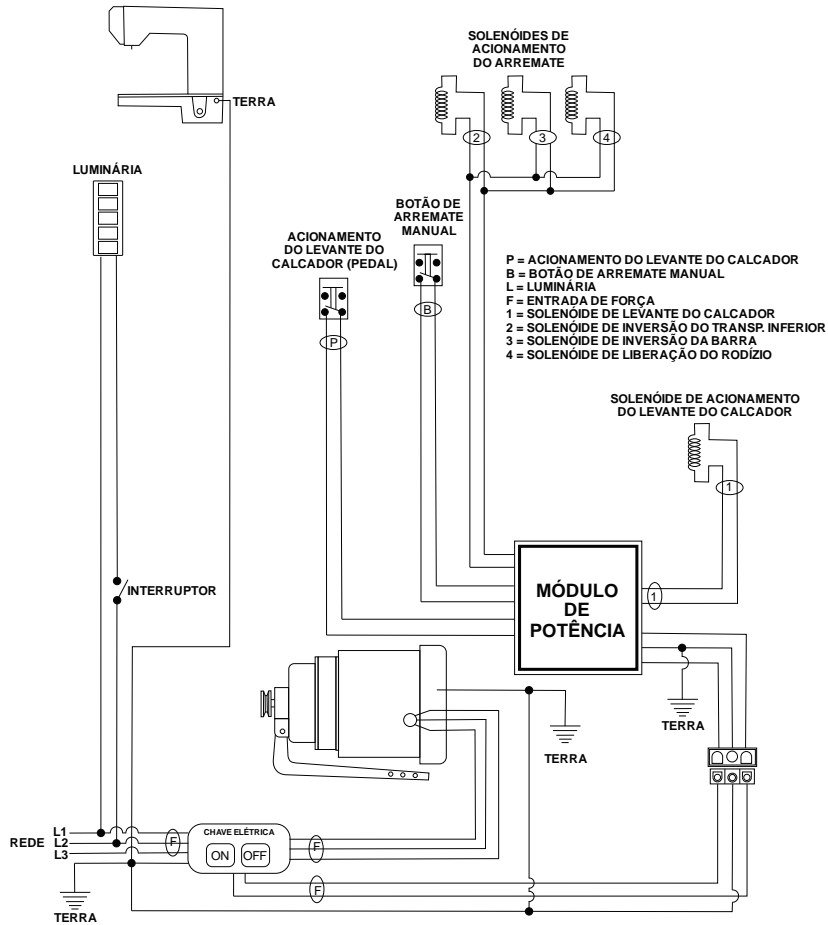 SOLENÓIDES DE
ACIONAMENTO
DO ARREMATE
TERRA
2
3
4
LUMINÁRIA
BOTÃO DE
ARREMATE
MANUAL
ACIONAMENTO
DO LEVANTE DO
CALCADOR (PEDAL)
P = ACIONAMENTO DO LEVANTE DO CALCADOR
B = BOTÃO DE ARREMATE MANUAL
L = LUMINÁRIA
F = ENTRADA DE FORÇA
1 = SOLENÓIDE DE LEVANTE DO CALCADOR
2 = SOLENÓIDE DE INVERSÃO DO TRANSP. INFERIOR
3 = SOLENÓIDE DE INVERSÃO DA BARRA
4 = SOLENÓIDE DE LIBERAÇÃO DO RODÍZIO
B
P
SOLENÓIDE DE ACIONAMENTO
DO LEVANTE DO CALCADOR
1
INTERRUPTOR
MÓDULO
DE
POTÊNCIA
1
TERRA
TERRA
L1
REDE L2
L3
F
CHAVE ELÉTRICA
ON OFF
F
F
TERRA